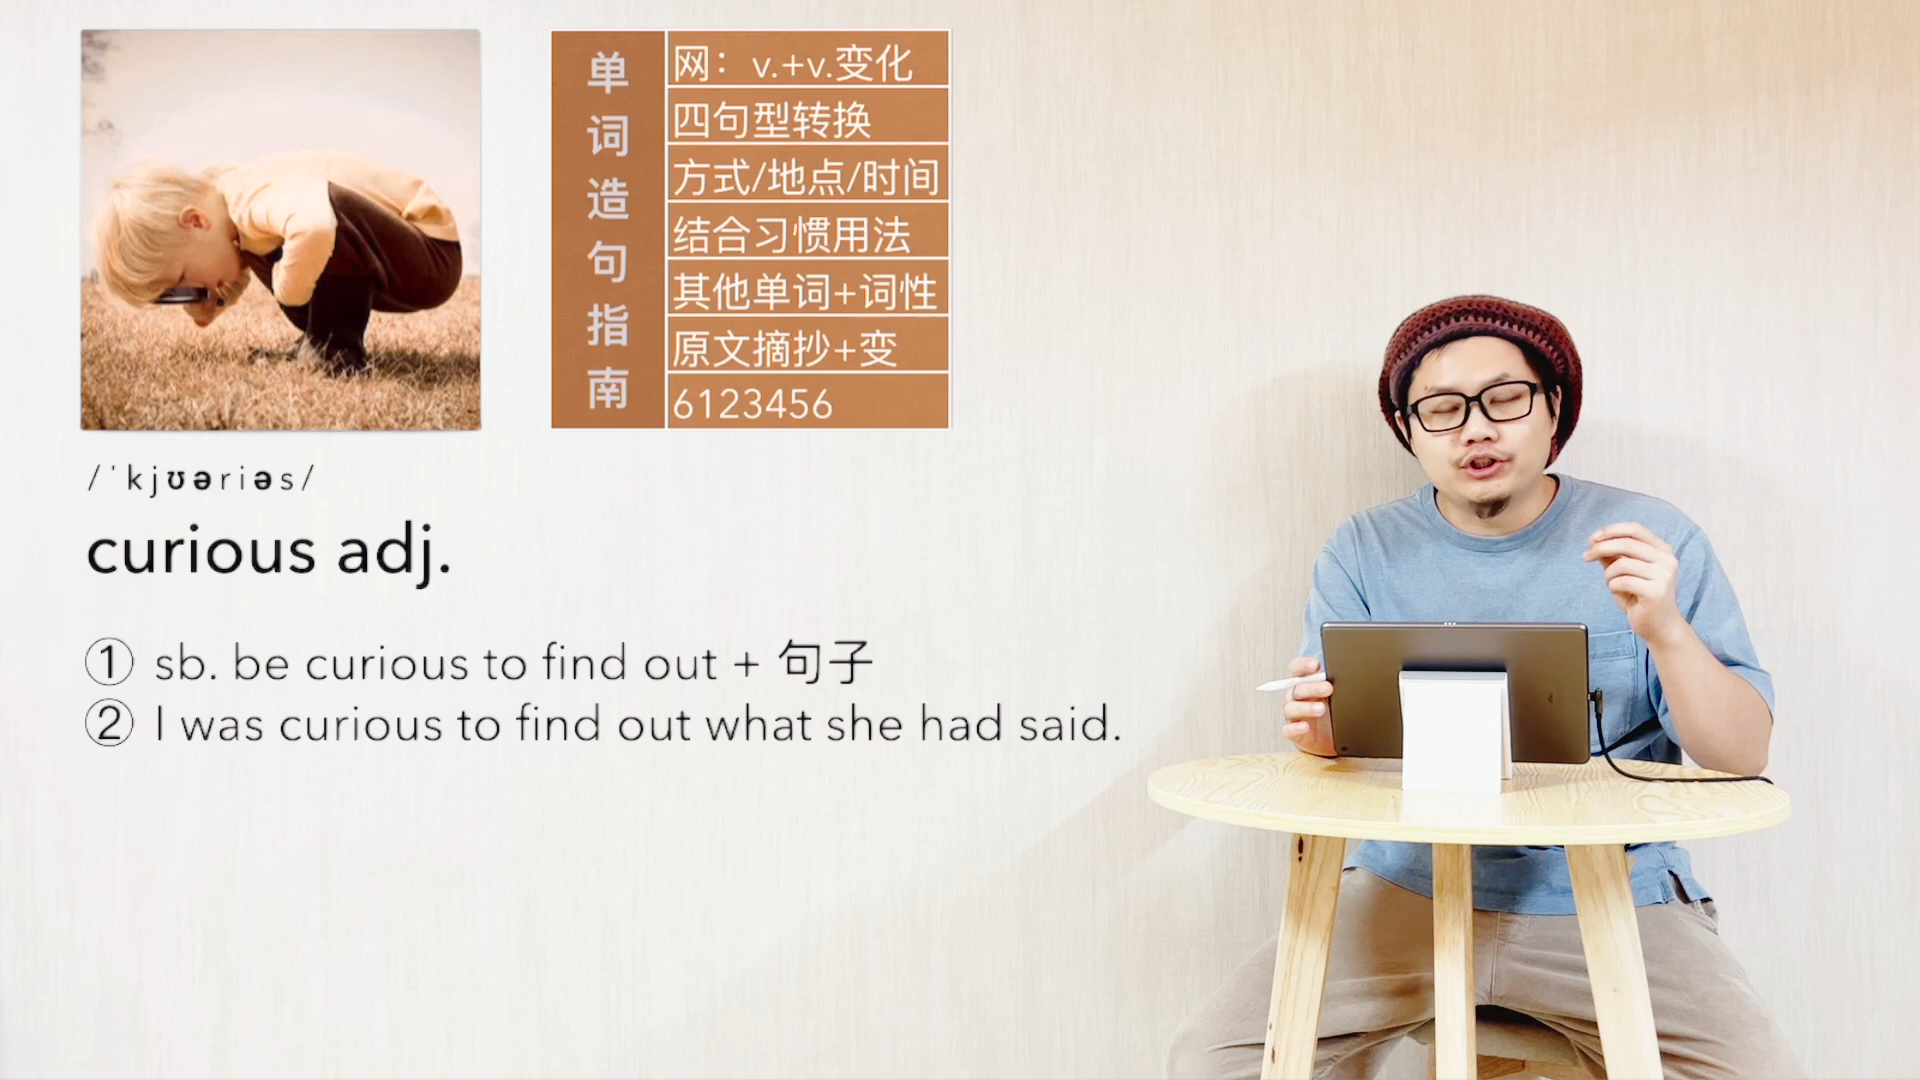 单词造句指南
网：v.+v.变化
四句型转换
方式/地点/时间
结合习惯用法
其他单词+词性
原文摘抄+变
6123456
/ˈkjʊəriəs/
curious adj.
① sb. be curious to find out + 句子
② I was curious to find out what she had said.